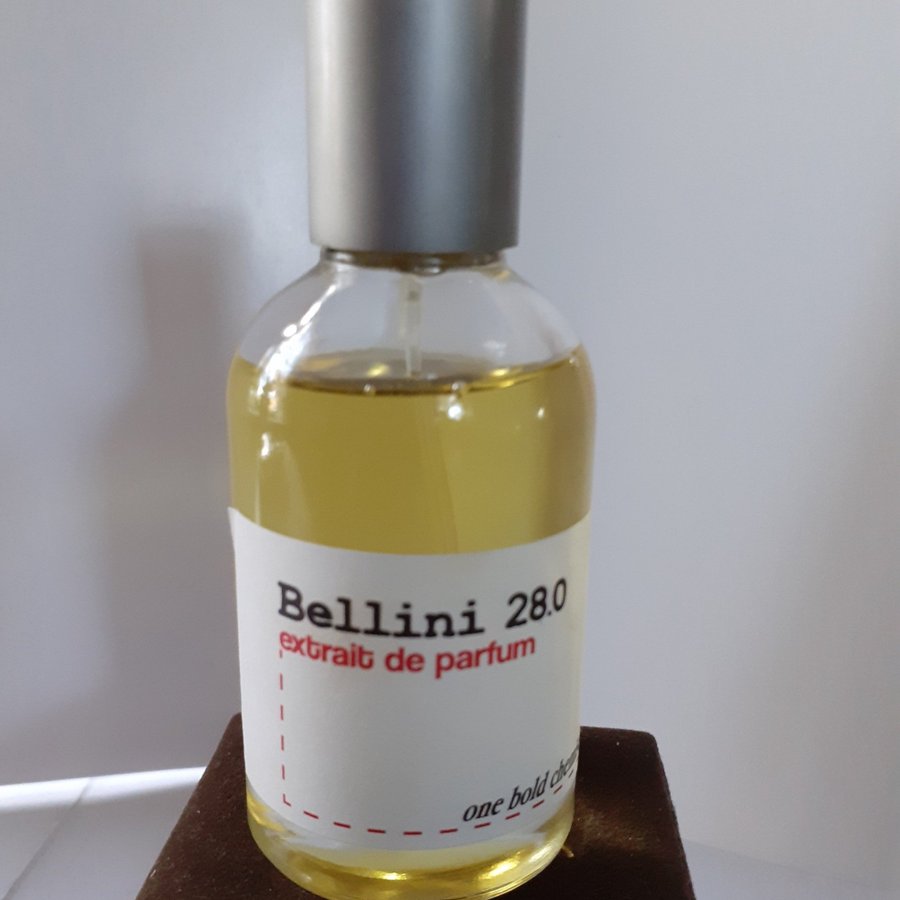 Bellini 28.0
extrait de parfum
one bold